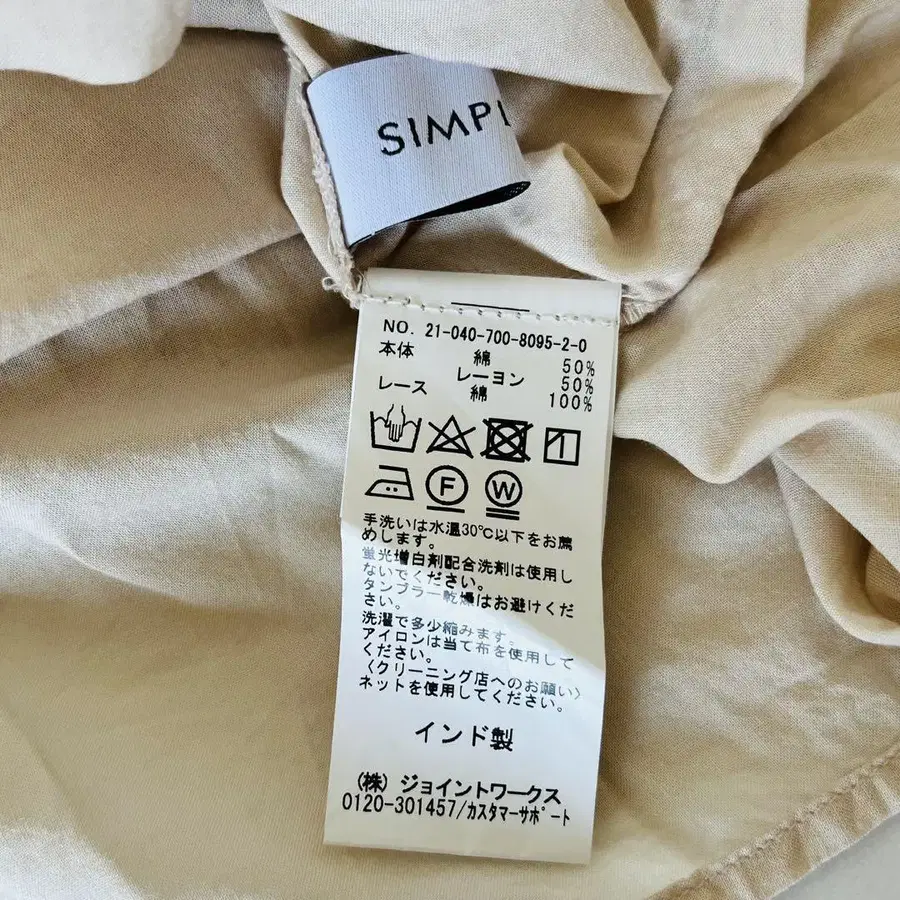 SIMPL
NO. 21-040-700-8095-2-0
本体 綿 50%
レーヨン 50%
レース 綿 100%
F W
手洗いは水温30℃以下をお薦
めします。
蛍光増白剤配合洗剤は使用し
ないでください。
タンブラー乾燥はお避けくだ
さい。
洗濯で多少縮みます。
アイロンは当て布を使用して
ください。
〈クリーニング店へのお願い〉
ネットを使用してください。
インド製
(株) ジョイントワークス
0120-301457/カスタマーサポート